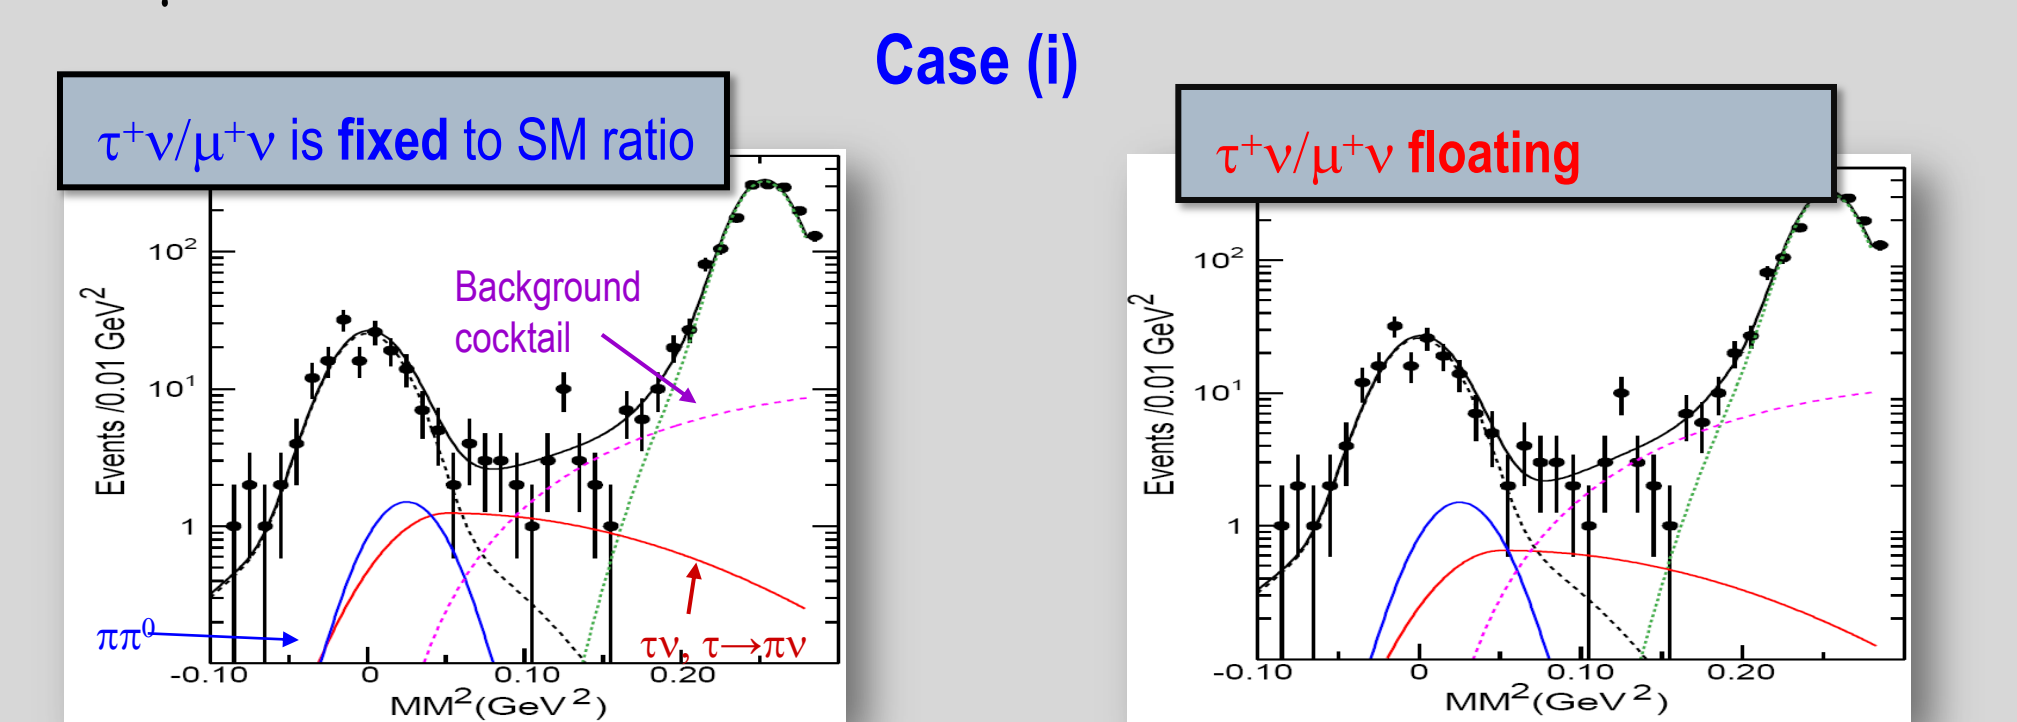 Case (i)
τ⁺ν/μ⁺ν is fixed to SM ratio
10²
10¹
1
Events /0.01 GeV²
Background
cocktail
ππ⁰
τν, τ→πν
-0.10
0
0.10
0.20
MM²(GeV²)
τ⁺ν/μ⁺ν floating
10²
10¹
1
Events /0.01 GeV²
-0.10
0
0.10
0.20
MM²(GeV²)